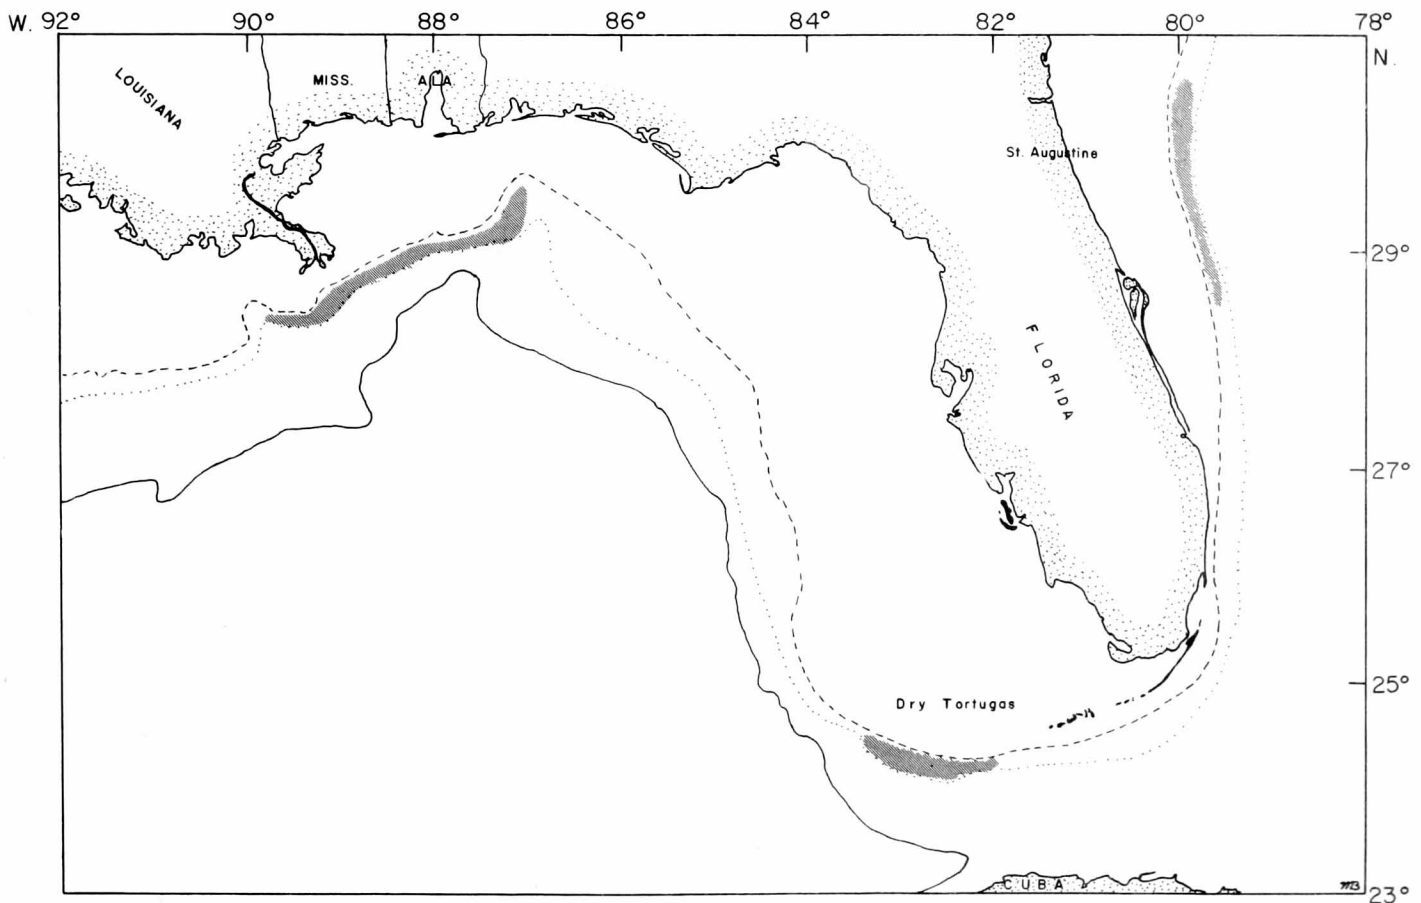 W. 92° 90° 88° 86° 84° 82° 80° 78°
N.
LOUISIANA
MISS.
ALA.
St. Augustine
29°
FLORIDA
27°
25°
Dry Tortugas
CUBA
23°